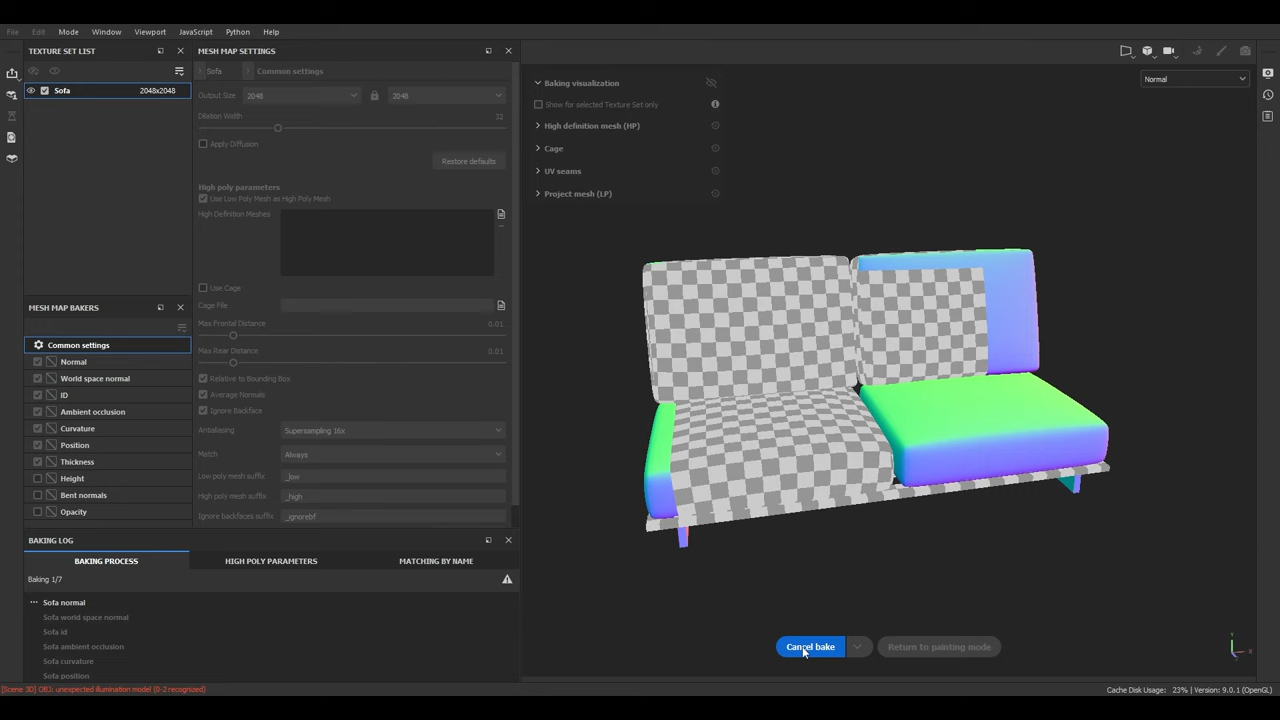 File Edit Mode Window Viewport JavaScript Python Help
TEXTURE SET LIST
Sofa 2048x2048
MESH MAP SETTINGS
Sofa Common settings
Output Size 2048 2048
Dilation Width 32
Apply Diffusion
Restore defaults
High poly parameters
Use Low Poly Mesh as High Poly Mesh
High Definition Meshes
Use Cage
Cage File
Max Frontal Distance 0.01
Max Rear Distance 0.01
Relative to Bounding Box
Average Normals
Ignore Backface
Antialiasing Supersampling 16x
Match Always
Low poly mesh suffix _low
High poly mesh suffix _high
Ignore backfaces suffix _ignorebf
MESH MAP BAKERS
Common settings
Normal
World space normal
ID
Ambient occlusion
Curvature
Position
Thickness
Height
Bent normals
Opacity
BAKING LOG
BAKING PROCESS HIGH POLY PARAMETERS MATCHING BY NAME
Baking 1/7
Sofa normal
Sofa world space normal
Sofa id
Sofa ambient occlusion
Sofa curvature
Sofa position
Baking visualization
Show for selected Texture Set only
High definition mesh (HP)
Cage
UV seams
Project mesh (LP)
Normal
Cancel bake Return to painting mode
[Scene 3D] OBJ: unexpected illumination model (0-2 recognized)
Cache Disk Usage: 23% | Version: 9.0.1 (OpenGL)